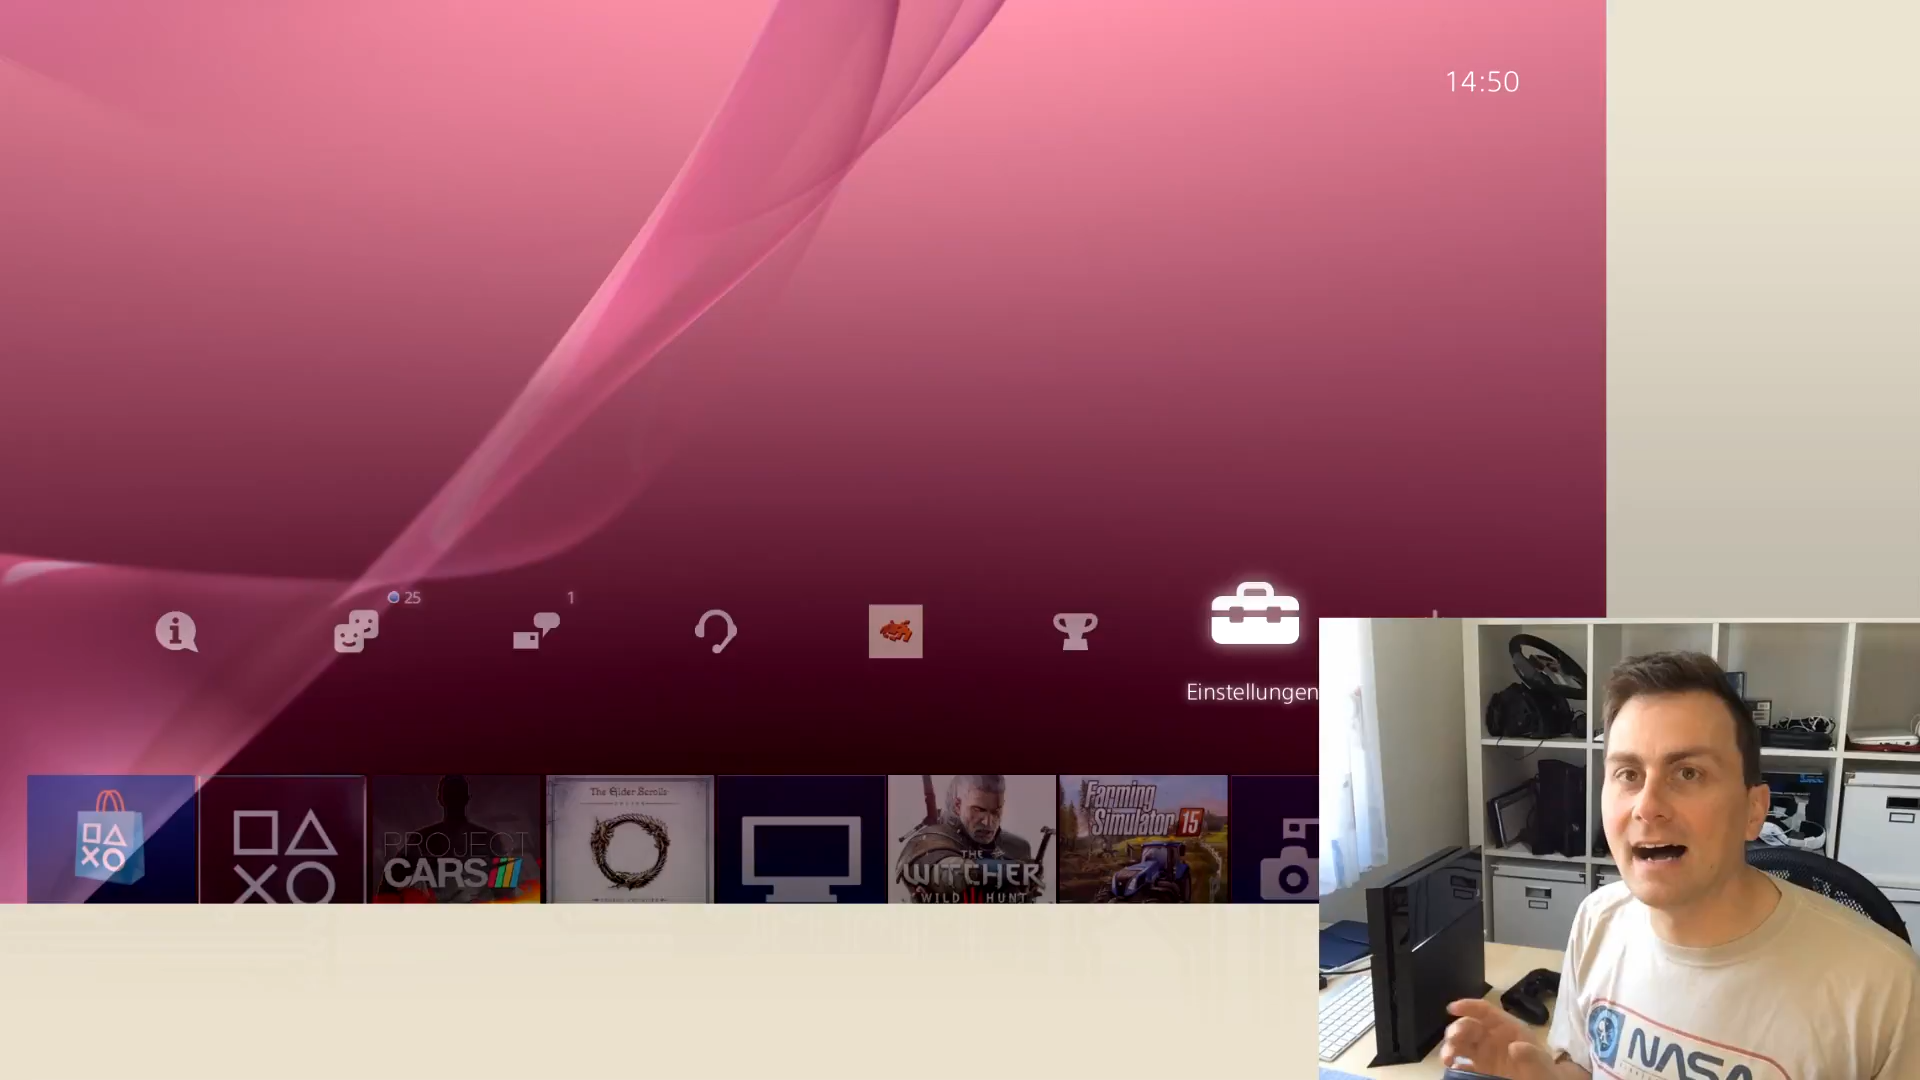 14:50
25
1
Einstellungen
PROJECT
CARS
The Elder Scrolls
THE
WITCHER
WILD HUNT
Farming
Simulator 15
NASA